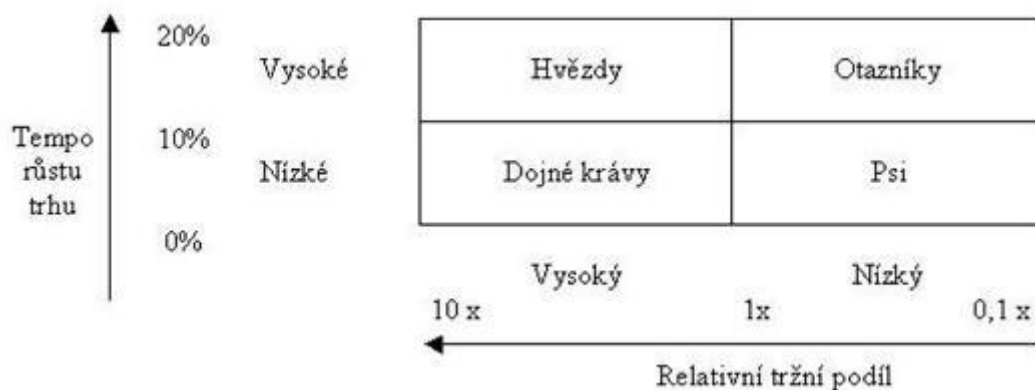 20%
Vysoké
Hvězdy
Otazníky
Tempo
růstu
trhu
10%
Nízké
Dojné krávy
Psi
0%
Vysoký
Nízký
10 x
1x
0,1 x
Relativní tržní podíl